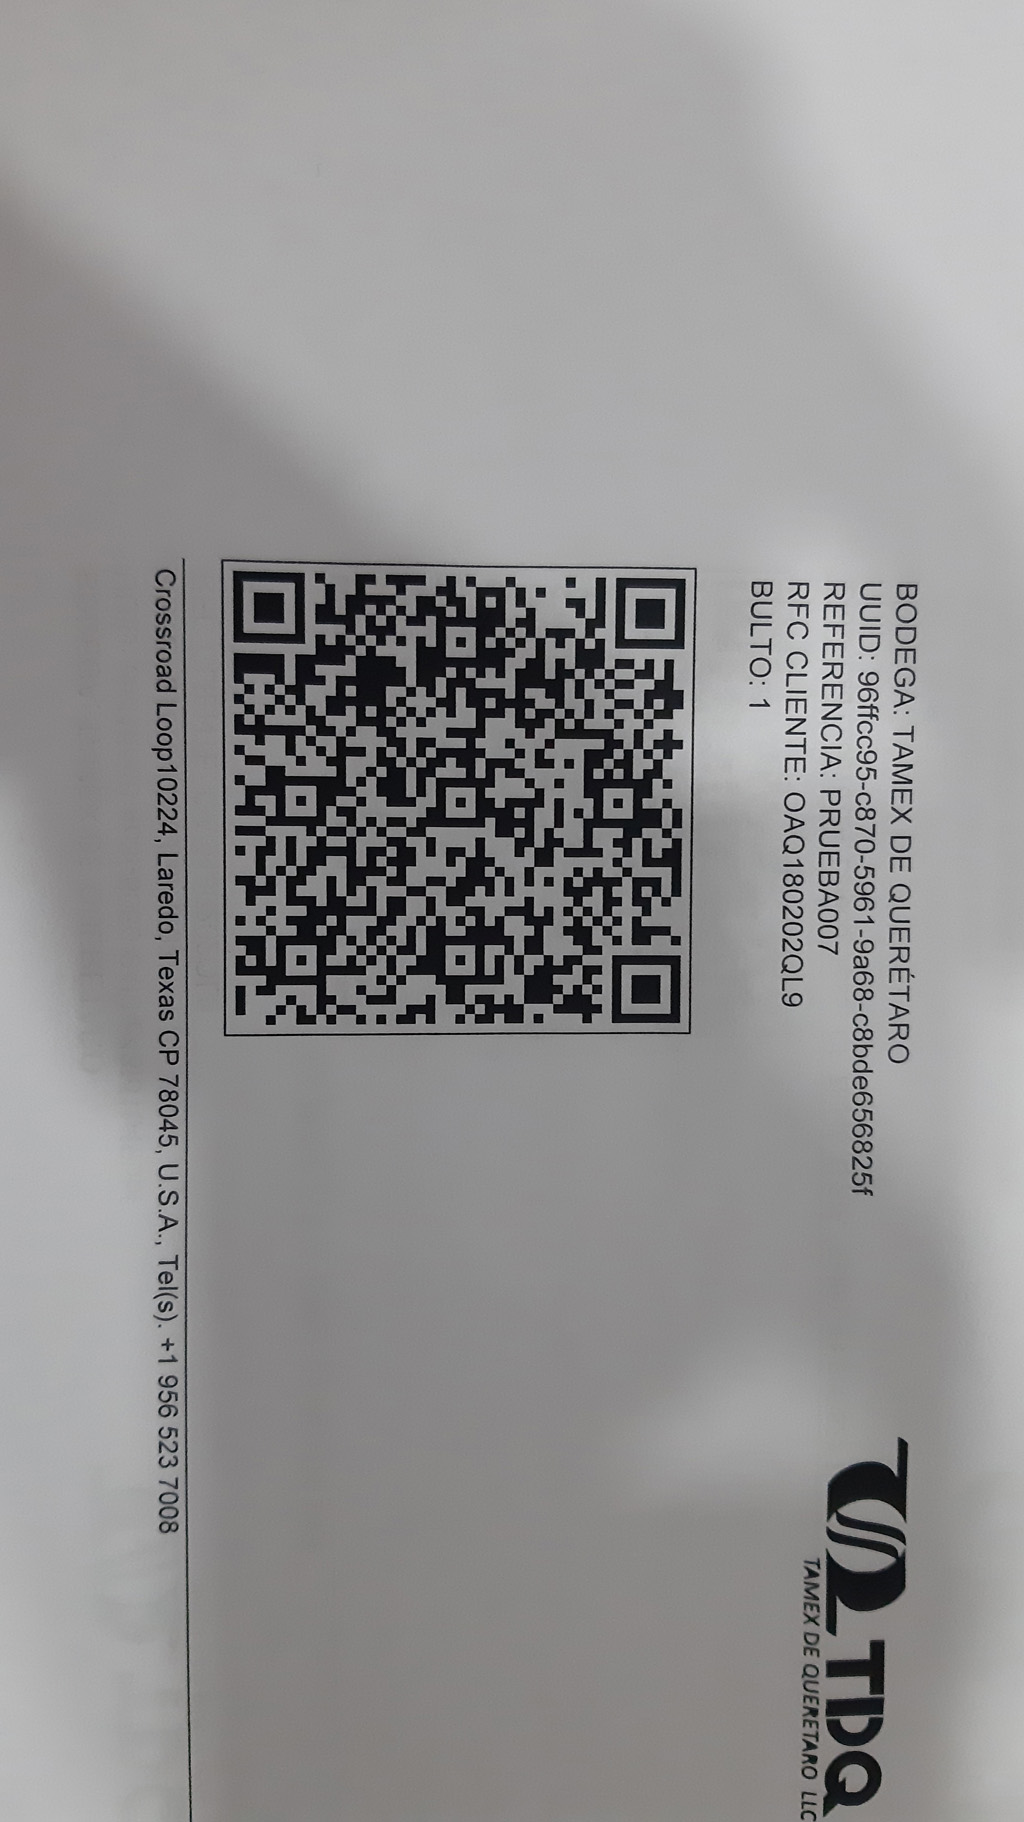 BODEGA: TAMEX DE QUERÉTARO
UUID: 96ffcc95-c870-5961-9a68-c8bde656825f
REFERENCIA: PRUEBA007
RFC CLIENTE: OAQ180202QL9
BULTO: 1
TDQ
TAMEX DE QUERETARO LLC
Crossroad Loop10224, Laredo, Texas CP 78045, U.S.A., Tel(s). +1 956 523 7008